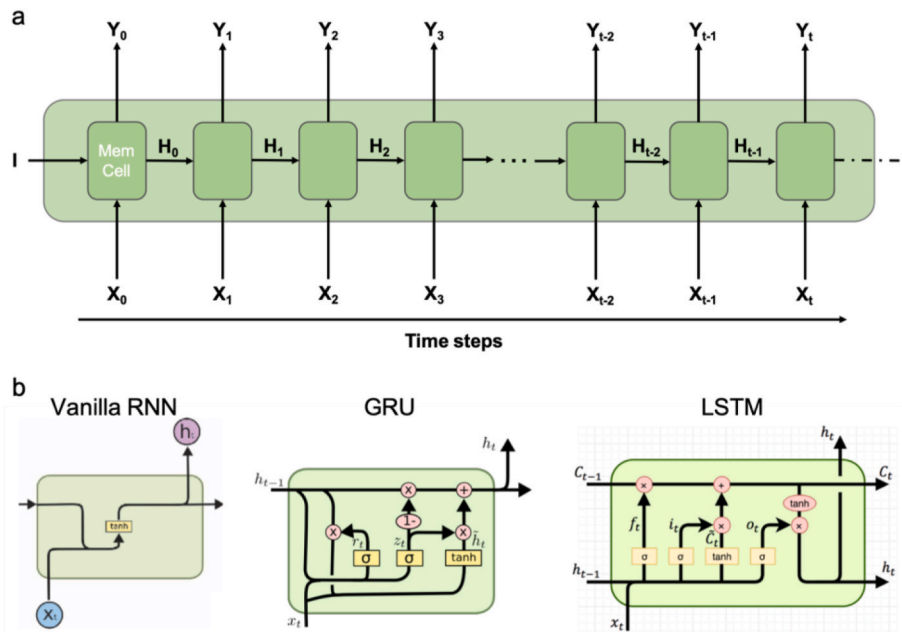 a
Y₀ Y₁ Y₂ Y₃ Yₜ₋₂ Yₜ₋₁ Yₜ
I Mem Cell H₀ H₁ H₂ ... Hₜ₋₂ Hₜ₋₁
X₀ X₁ X₂ X₃ Xₜ₋₂ Xₜ₋₁ Xₜ
Time steps
b
Vanilla RNN
hₜ
tanh
Xₜ
GRU
hₜ
hₜ₋₁
x x +
1-
x x
rₜ zₜ h̃ₜ
σ σ tanh
xₜ
LSTM
hₜ
Cₜ₋₁ × + Cₜ
tanh
fₜ iₜ × C̃ₜ oₜ ×
σ σ tanh σ
hₜ₋₁ hₜ
xₜ